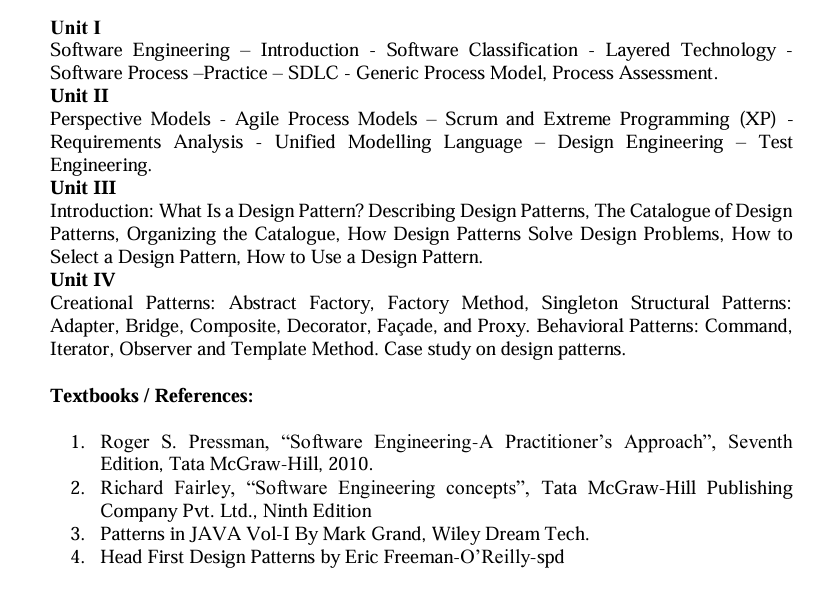 Unit I
Software Engineering – Introduction - Software Classification - Layered Technology -
Software Process –Practice – SDLC - Generic Process Model, Process Assessment.
Unit II
Perspective Models - Agile Process Models – Scrum and Extreme Programming (XP) -
Requirements Analysis - Unified Modelling Language – Design Engineering – Test
Engineering.
Unit III
Introduction: What Is a Design Pattern? Describing Design Patterns, The Catalogue of Design
Patterns, Organizing the Catalogue, How Design Patterns Solve Design Problems, How to
Select a Design Pattern, How to Use a Design Pattern.
Unit IV
Creational Patterns: Abstract Factory, Factory Method, Singleton Structural Patterns:
Adapter, Bridge, Composite, Decorator, Façade, and Proxy. Behavioral Patterns: Command,
Iterator, Observer and Template Method. Case study on design patterns.
Textbooks / References:
1. Roger S. Pressman, “Software Engineering-A Practitioner’s Approach”, Seventh
Edition, Tata McGraw-Hill, 2010.
2. Richard Fairley, “Software Engineering concepts”, Tata McGraw-Hill Publishing
Company Pvt. Ltd., Ninth Edition
3. Patterns in JAVA Vol-I By Mark Grand, Wiley Dream Tech.
4. Head First Design Patterns by Eric Freeman-O’Reilly-spd